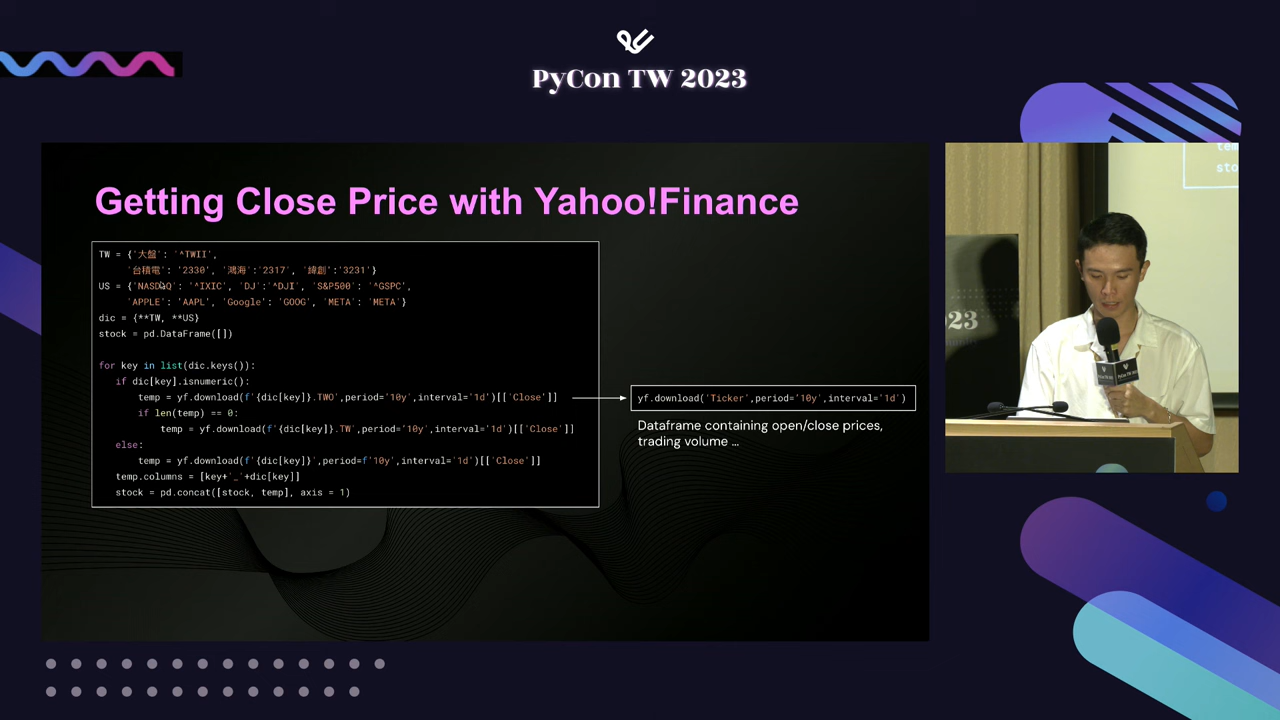 PyCon TW 2023
Getting Close Price with Yahoo!Finance
TW = {'大盤': '^TWII',
'台積電': '2330', '鴻海':'2317', '緯創':'3231'}
US = {'NASDAQ': '^IXIC', 'DJ':'^DJI', 'S&P500': '^GSPC',
'APPLE': 'AAPL', 'Google': 'GOOG', 'META': 'META'}
dic = {**TW, **US}
stock = pd.DataFrame([])
for key in list(dic.keys()):
if dic[key].isnumeric():
temp = yf.download(f'{dic[key]}.TWO',period='10y',interval='1d')[['Close']]
if len(temp) == 0:
temp = yf.download(f'{dic[key]}.TW',period='10y',interval='1d')[['Close']]
else:
temp = yf.download(f'{dic[key]}',period=f'10y',interval='1d')[['Close']]
temp.columns = [key+'_'+dic[key]]
stock = pd.concat([stock, temp], axis = 1)
yf.download('Ticker',period='10y',interval='1d')
Dataframe containing open/close prices,
trading volume …
tem
sto
23